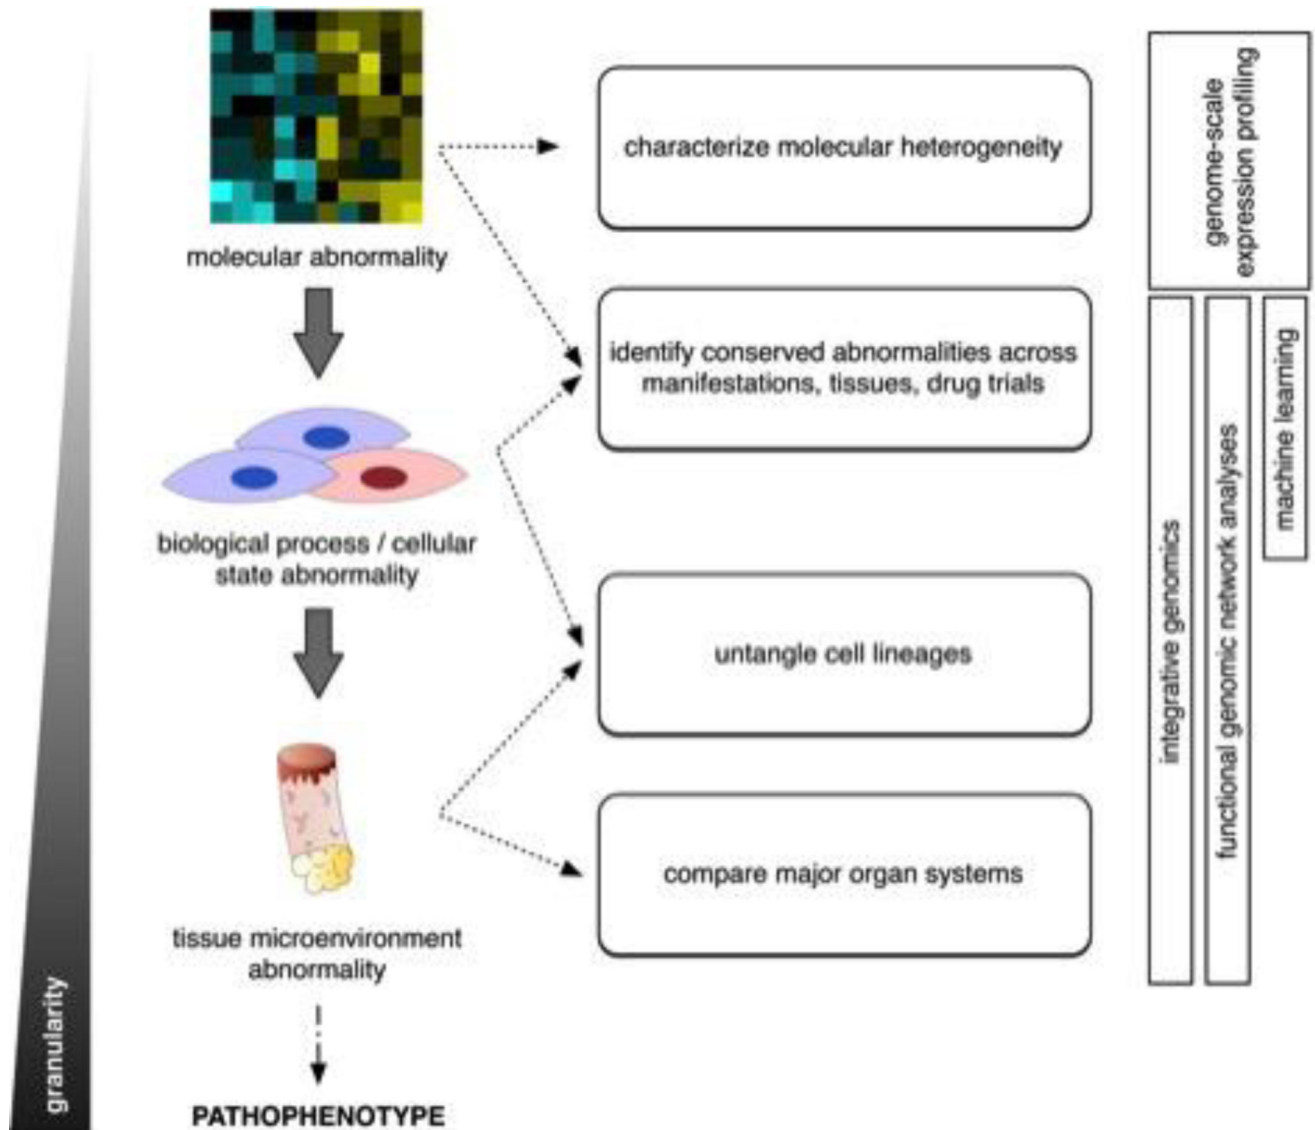 molecular abnormality
biological process / cellular
state abnormality
tissue microenvironment
abnormality
PATHOPHENOTYPE
granularity
characterize molecular heterogeneity
identify conserved abnormalities across
manifestations, tissues, drug trials
untangle cell lineages
compare major organ systems
genome-scale
expression profiling
integrative genomics
functional genomic network analyses
machine learning